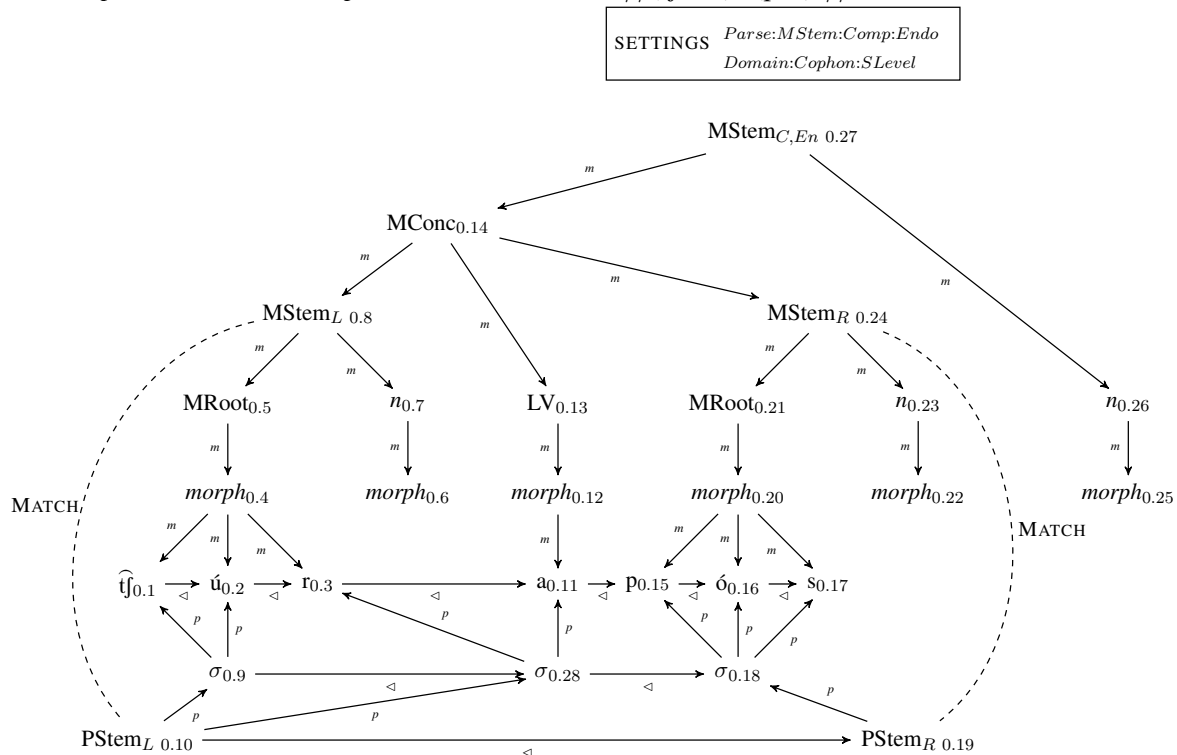 SETTINGS Parse:MStem:Comp:Endo
Domain:Cophon:SLevel
MStem_{C,En 0.27}
m
MConc_{0.14}
m m
m
MStem_{L 0.8} MStem_{R 0.24}
m m m m m
MRoot_{0.5} n_{0.7} LV_{0.13} MRoot_{0.21} n_{0.23} n_{0.26}
m m m m m m
morph_{0.4} morph_{0.6} morph_{0.12} morph_{0.20} morph_{0.22} morph_{0.25}
MATCH MATCH
m m m m m m m
t͡ʃ_{0.1} ú_{0.2} r_{0.3} a_{0.11} p_{0.15} ó_{0.16} s_{0.17}
◁ ◁ ◁ ◁ ◁ ◁
p p p p p p p
σ_{0.9} σ_{0.28} σ_{0.18}
◁ ◁
p p p
PStem_{L 0.10} PStem_{R 0.19}
◁